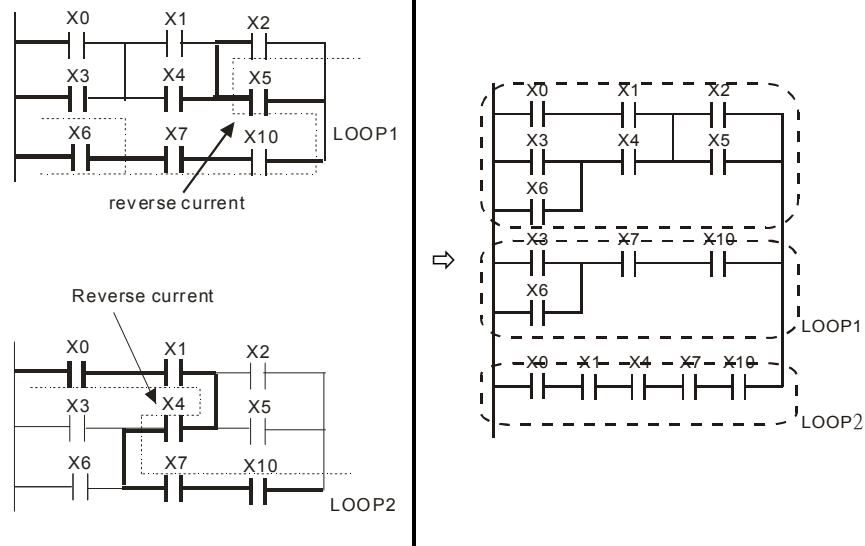 X0 X1 X2
X3 X4 X5
X6 X7 X10
LOOP1
reverse current
Reverse current
X0 X1 X2
X3 X4 X5
X6 X7 X10
LOOP2
⇨
X0 X1 X2
X3 X4 X5
X6
X3 X7 X10
X6
LOOP1
X0 X1 X4 X7 X10
LOOP2